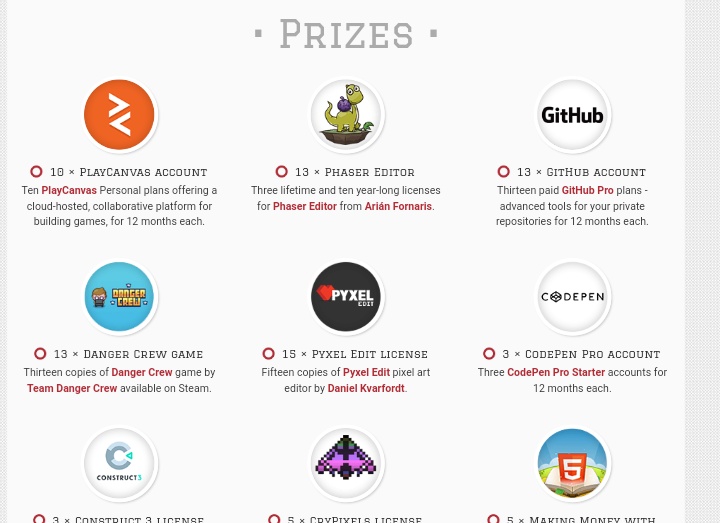 · Prizes ·
GitHub
10 × PlayCanvas account
13 × Phaser Editor
13 × GitHub account
Ten PlayCanvas Personal plans offering a
cloud-hosted, collaborative platform for
building games, for 12 months each.
Three lifetime and ten year-long licenses
for Phaser Editor from Arián Fornaris.
Thirteen paid GitHub Pro plans -
advanced tools for your private
repositories for 12 months each.
DANGER CREW
PYXEL EDIT
CODEPEN
13 × Danger Crew game
15 × Pyxel Edit license
3 × CodePen Pro account
Thirteen copies of Danger Crew game by
Team Danger Crew available on Steam.
Fifteen copies of Pyxel Edit pixel art
editor by Daniel Kvarfordt.
Three CodePen Pro Starter accounts for
12 months each.
CONSTRUCT3
5
3 × Construct 3 license
5 × CryPixels license
5 × Making Money with